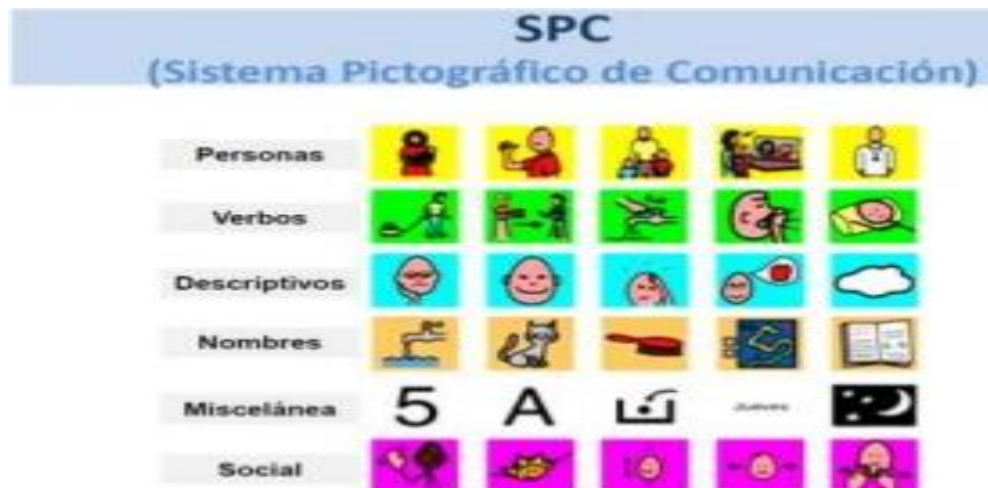 SPC
(Sistema Pictográfico de Comunicación)
Personas
Verbos
Descriptivos
Nombres
Miscelánea
5 A Jueves
Social